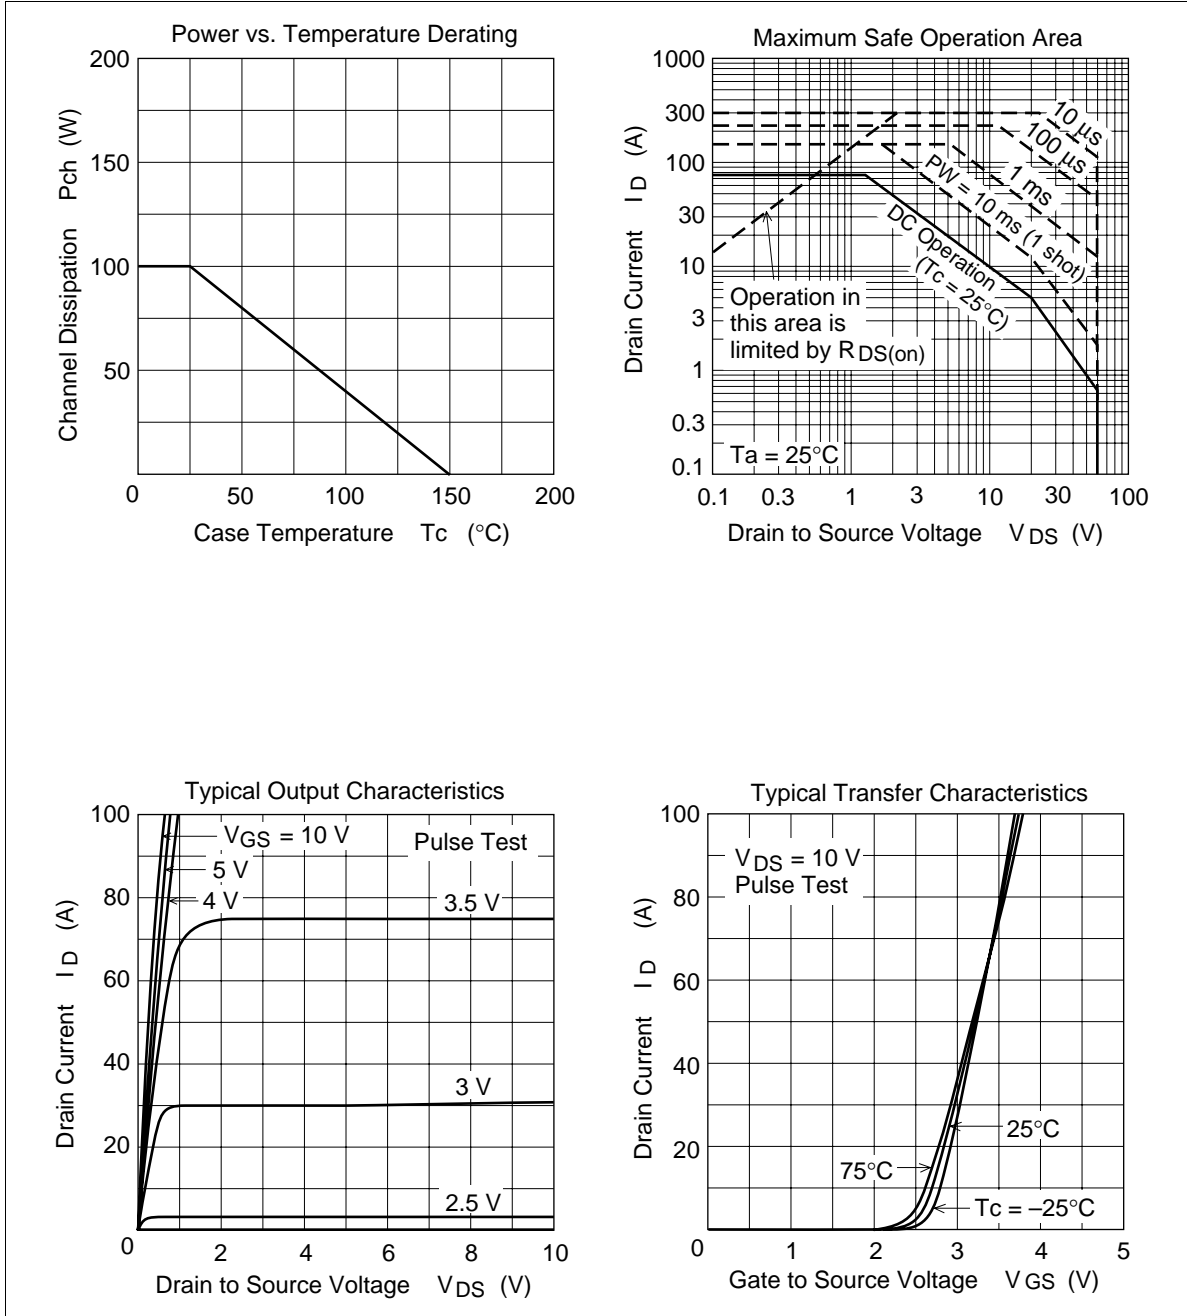 Power vs. Temperature Derating
200
150
100
50
0
50
100
150
200
Channel Dissipation Pch (W)
Case Temperature Tc (°C)
Maximum Safe Operation Area
1000
300
100
30
10
3
1
0.3
0.1
0.1
0.3
1
3
10
30
100
Drain Current I D (A)
Drain to Source Voltage V DS (V)
10 µs
100 µs
1 ms
PW = 10 ms (1 shot)
DC Operation
(Tc = 25°C)
Operation in
this area is
limited by R DS(on)
Ta = 25°C
Typical Output Characteristics
100
80
60
40
20
0
2
4
6
8
10
Drain Current I D (A)
Drain to Source Voltage V DS (V)
VGS = 10 V
5 V
4 V
Pulse Test
3.5 V
3 V
2.5 V
Typical Transfer Characteristics
100
80
60
40
20
0
1
2
3
4
5
Drain Current I D (A)
Gate to Source Voltage V GS (V)
V DS = 10 V
Pulse Test
25°C
75°C
Tc = –25°C